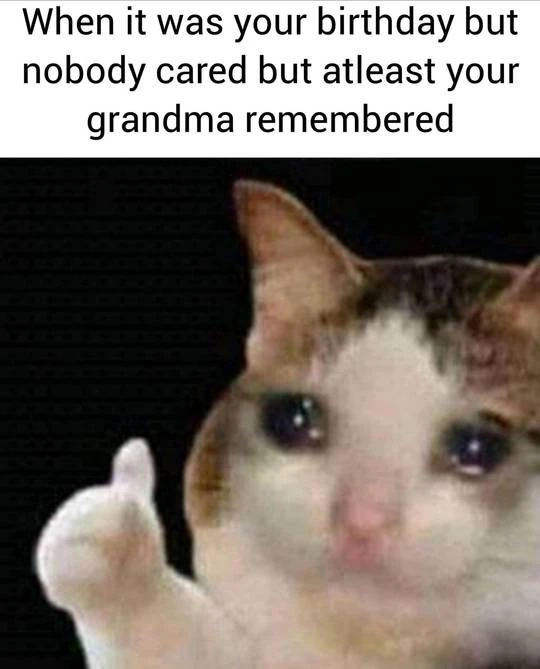 When it was your birthday but
nobody cared but atleast your
grandma remembered